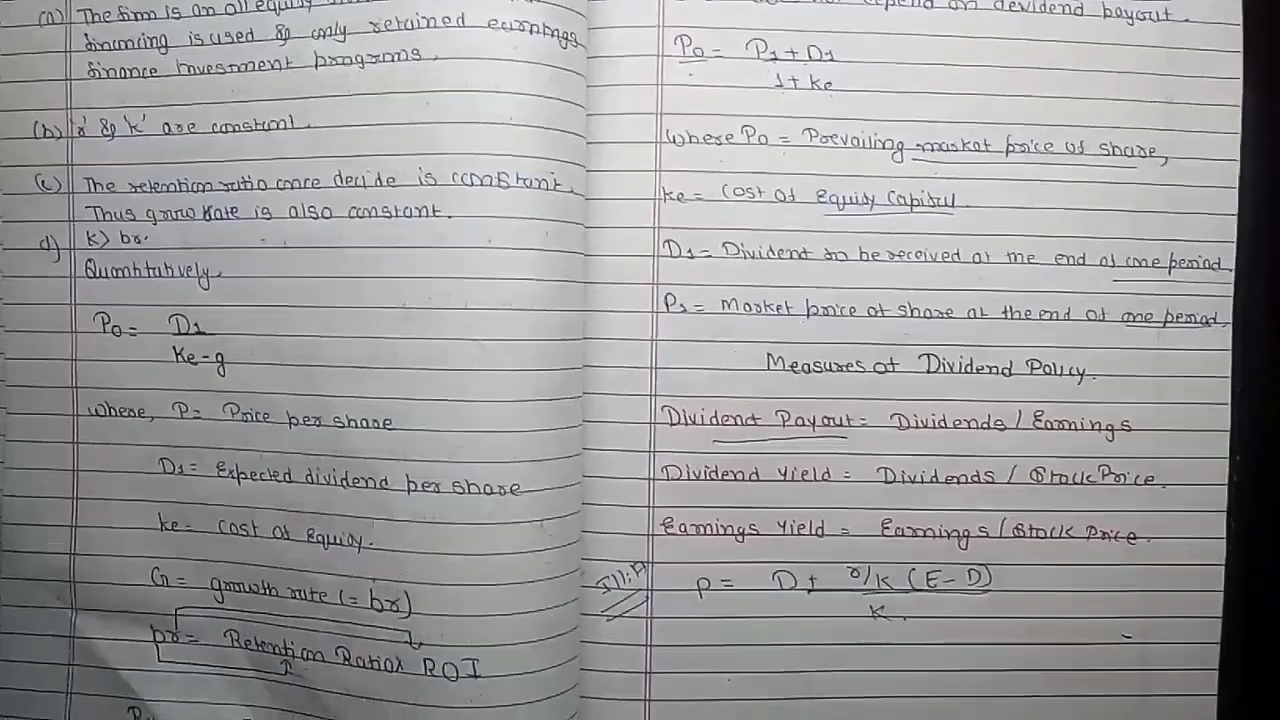 (a) The firm is an all equity
financing is used & only retained earnings
finance investment programs.
(b) 'r' & 'k' are constant.
(c) The retention ratio once decide is constant.
Thus grow rate is also constant.
d) k > br.
Quantitatively,
P0 = D1
Ke-g
where, P = Price per share
D1 = Expected dividend per share
ke = cost of equity.
G = growth rate (= br)
br = Retention Ratio x ROI
depend on devidend payout.
P0 = P1 + D1
1 + ke
where P0 = Prevailing market price of share,
ke = cost of equity capital
D1 = Divident to be received at the end of one period.
P1 = Market price of share at the end of one period.
Measures of Dividend Policy.
Dividend Payout = Dividends / Earnings
Dividend Yield = Dividends / Stock Price.
Earnings Yield = Earnings / Stock Price.
P = D + r/k (E - D)
K.